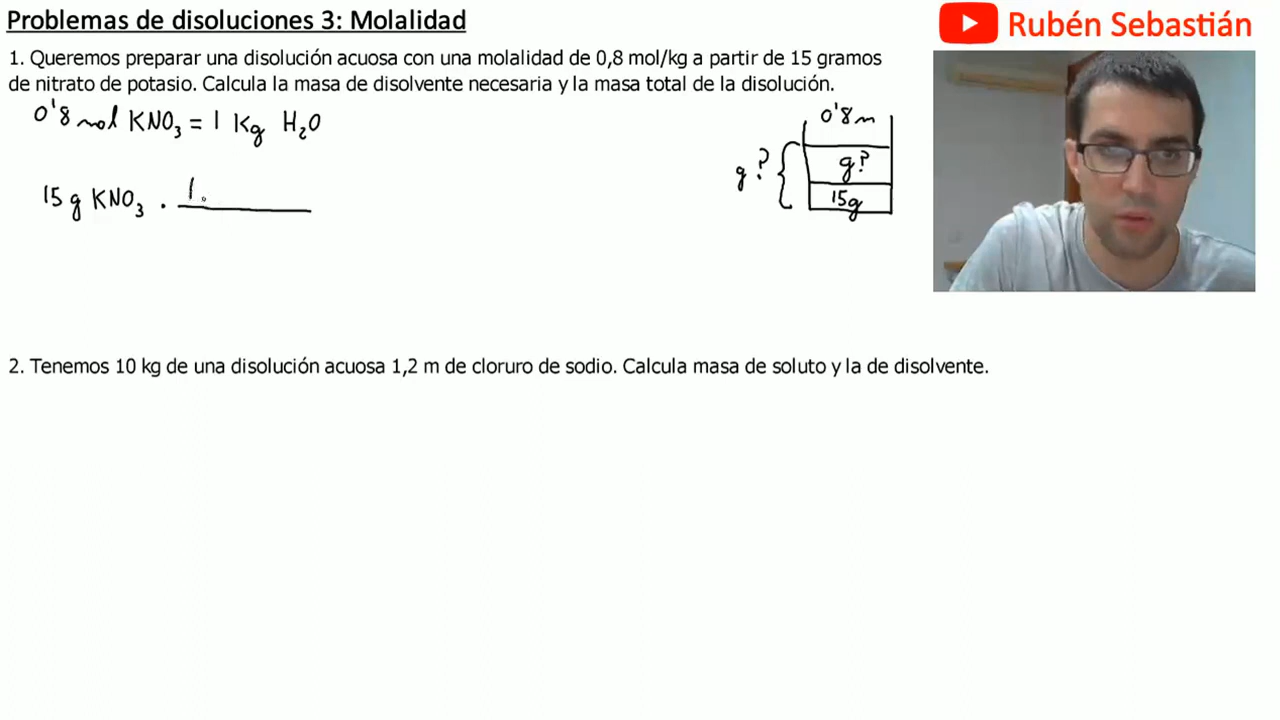 Problemas de disoluciones 3: Molalidad
Rubén Sebastián
1. Queremos preparar una disolución acuosa con una molalidad de 0,8 mol/kg a partir de 15 gramos
de nitrato de potasio. Calcula la masa de disolvente necesaria y la masa total de la disolución.
0'8 mol KNO₃ = 1 Kg H₂O
0'8 m
g?
g?
15 g KNO₃ · 1
15g
2. Tenemos 10 kg de una disolución acuosa 1,2 m de cloruro de sodio. Calcula masa de soluto y la de disolvente.